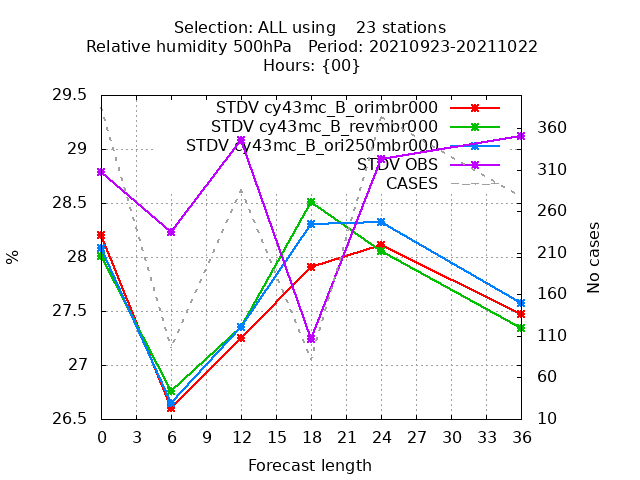 Selection: ALL using    23 stations
Relative humidity 500hPa   Period: 20210923-20211022
Hours: {00}
STDV cy43mc_B_orimbr000
STDV cy43mc_B_revmbr000
STDV cy43mc_B_ori250mbr000
STDV OBS
CASES
29.5
29
28.5
28
27.5
27
26.5
%
360
310
260
210
160
110
60
10
No cases
0 3 6 9 12 15 18 21 24 27 30 33 36
Forecast length